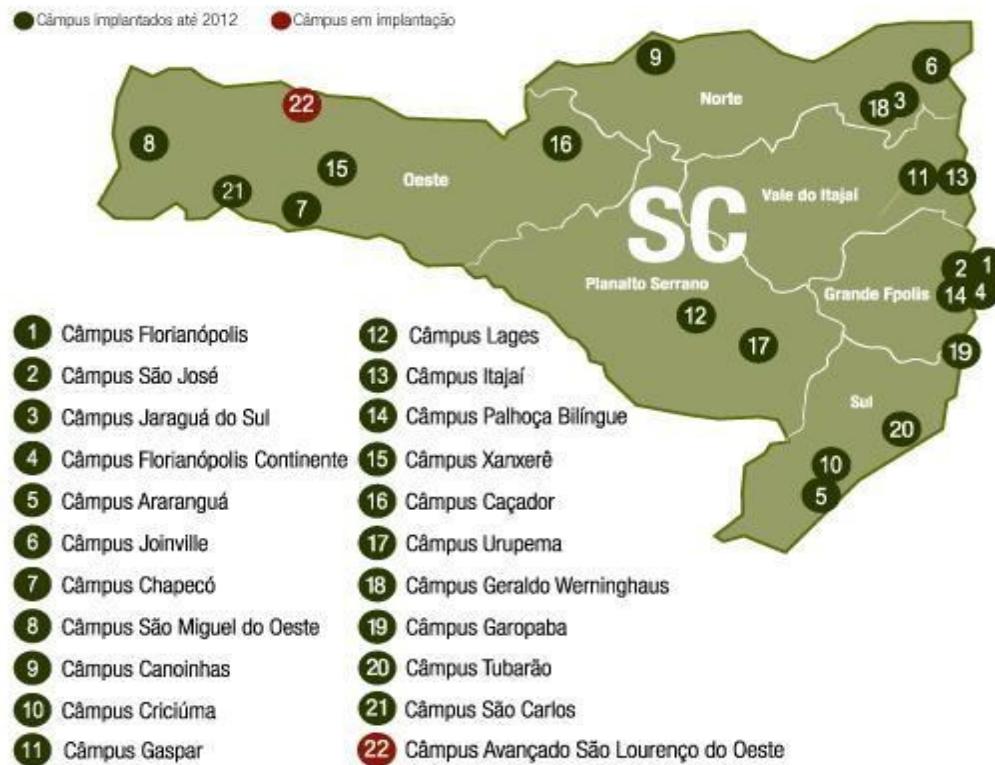 Câmpus implantados até 2012
Câmpus em implantação
9
6
Norte
22
18
3
8
16
15
Oeste
11
13
21
Vale do Itajaí
7
SC
2
1
Planalto Serrano
Grande Fpolis
14
4
12
17
19
Sul
20
10
5
1 Câmpus Florianópolis
2 Câmpus São José
3 Câmpus Jaraguá do Sul
4 Câmpus Florianópolis Continente
5 Câmpus Araranguá
6 Câmpus Joinville
7 Câmpus Chapecó
8 Câmpus São Miguel do Oeste
9 Câmpus Canoinhas
10 Câmpus Criciúma
11 Câmpus Gaspar
12 Câmpus Lages
13 Câmpus Itajaí
14 Câmpus Palhoça Bilíngue
15 Câmpus Xanxerê
16 Câmpus Caçador
17 Câmpus Urupema
18 Câmpus Geraldo Werninghaus
19 Câmpus Garopaba
20 Câmpus Tubarão
21 Câmpus São Carlos
22 Câmpus Avançado São Lourenço do Oeste